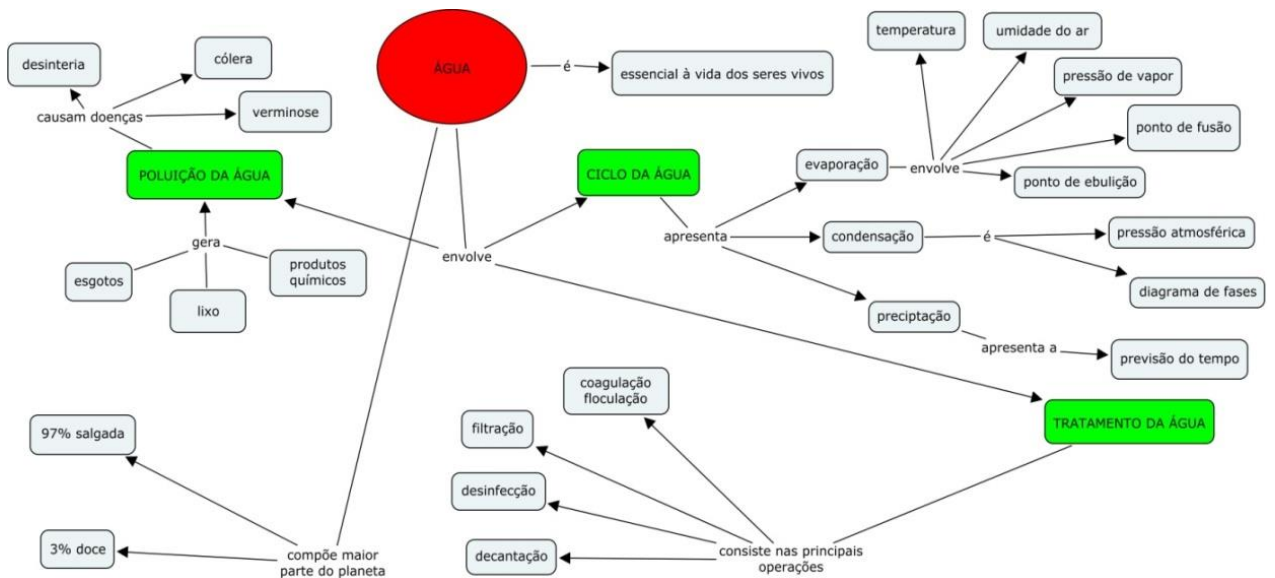 ÁGUA
é
essencial à vida dos seres vivos
desinteria
cólera
causam doenças
verminose
POLUIÇÃO DA ÁGUA
gera
esgotos
lixo
produtos
químicos
envolve
CICLO DA ÁGUA
apresenta
evaporação
envolve
temperatura
umidade do ar
pressão de vapor
ponto de fusão
ponto de ebulição
condensação
é
pressão atmosférica
diagrama de fases
preciptação
apresenta a
previsão do tempo
TRATAMENTO DA ÁGUA
consiste nas principais
operações
coagulação
floculação
filtração
desinfecção
decantação
compõe maior
parte do planeta
97% salgada
3% doce